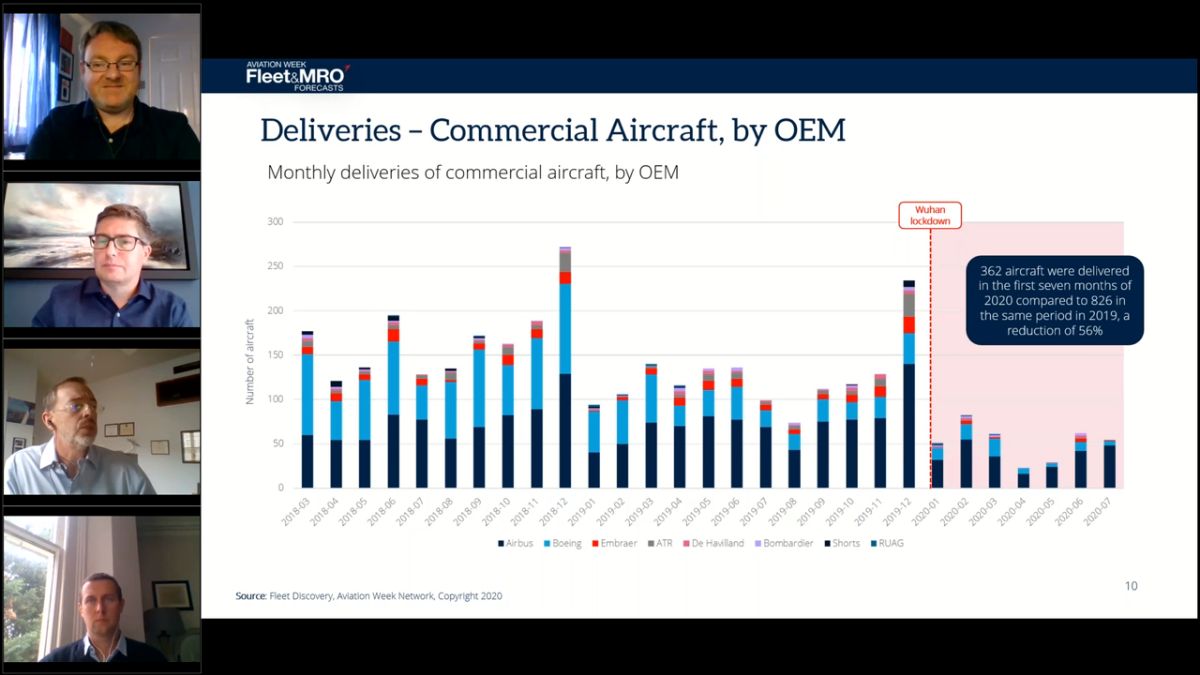 AVIATION WEEK
Fleet&MRO
FORECASTS
Deliveries – Commercial Aircraft, by OEM
Monthly deliveries of commercial aircraft, by OEM
Number of aircraft
300
250
200
150
100
50
0
Wuhan
lockdown
362 aircraft were delivered
in the first seven months of
2020 compared to 826 in
the same period in 2019, a
reduction of 56%
2018-03
2018-04
2018-05
2018-06
2018-07
2018-08
2018-09
2018-10
2018-11
2018-12
2019-01
2019-02
2019-03
2019-04
2019-05
2019-06
2019-07
2019-08
2019-09
2019-10
2019-11
2019-12
2020-01
2020-02
2020-03
2020-04
2020-05
2020-06
2020-07
Airbus Boeing Embraer ATR De Havilland Bombardier Shorts RUAG
Source: Fleet Discovery, Aviation Week Network, Copyright 2020
10